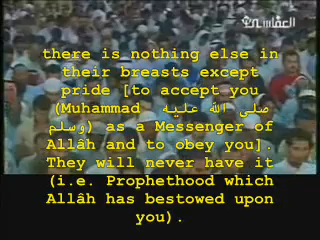 العفاسي
there is nothing else in
their breasts except
pride [to accept you
(Muhammad صلى الله عليه
وسلم) as a Messenger of
Allâh and to obey you].
They will never have it
(i.e. Prophethood which
Allâh has bestowed upon
you).